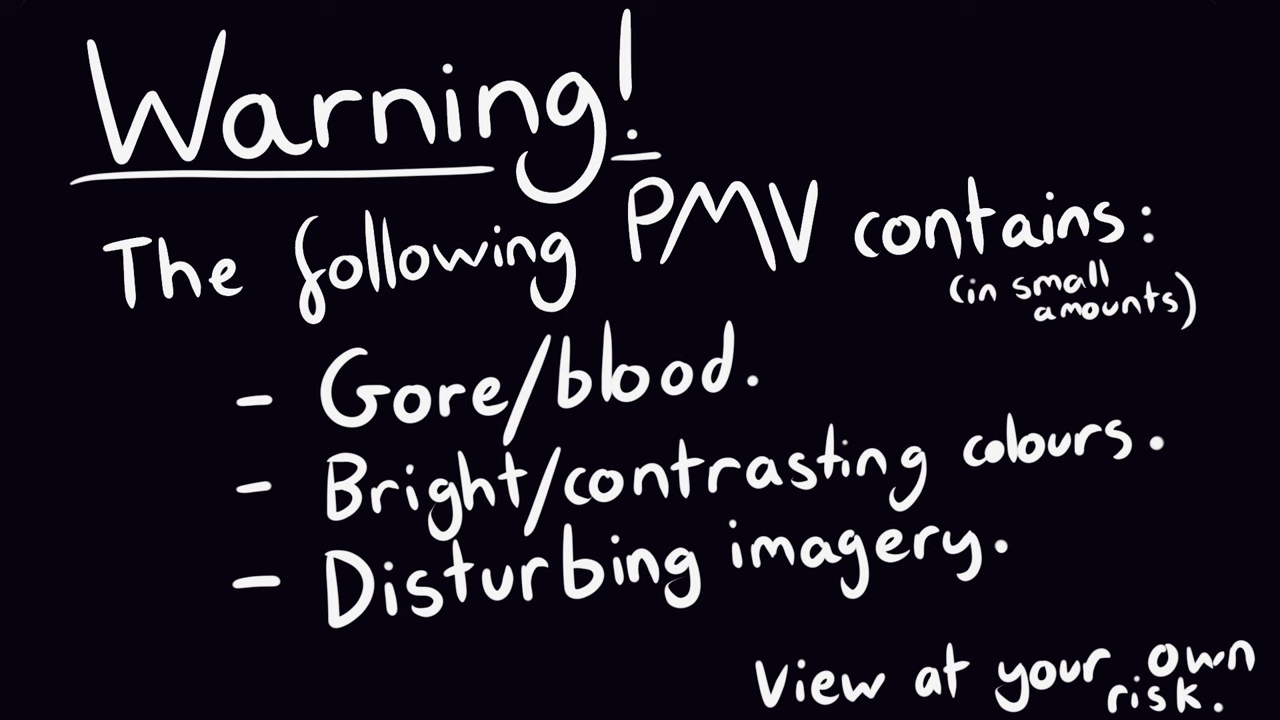 Warning!
The following PMV contains:
(in small
amounts)
- Gore/blood.
- Bright/contrasting colours.
- Disturbing imagery.
View at your own
risk.